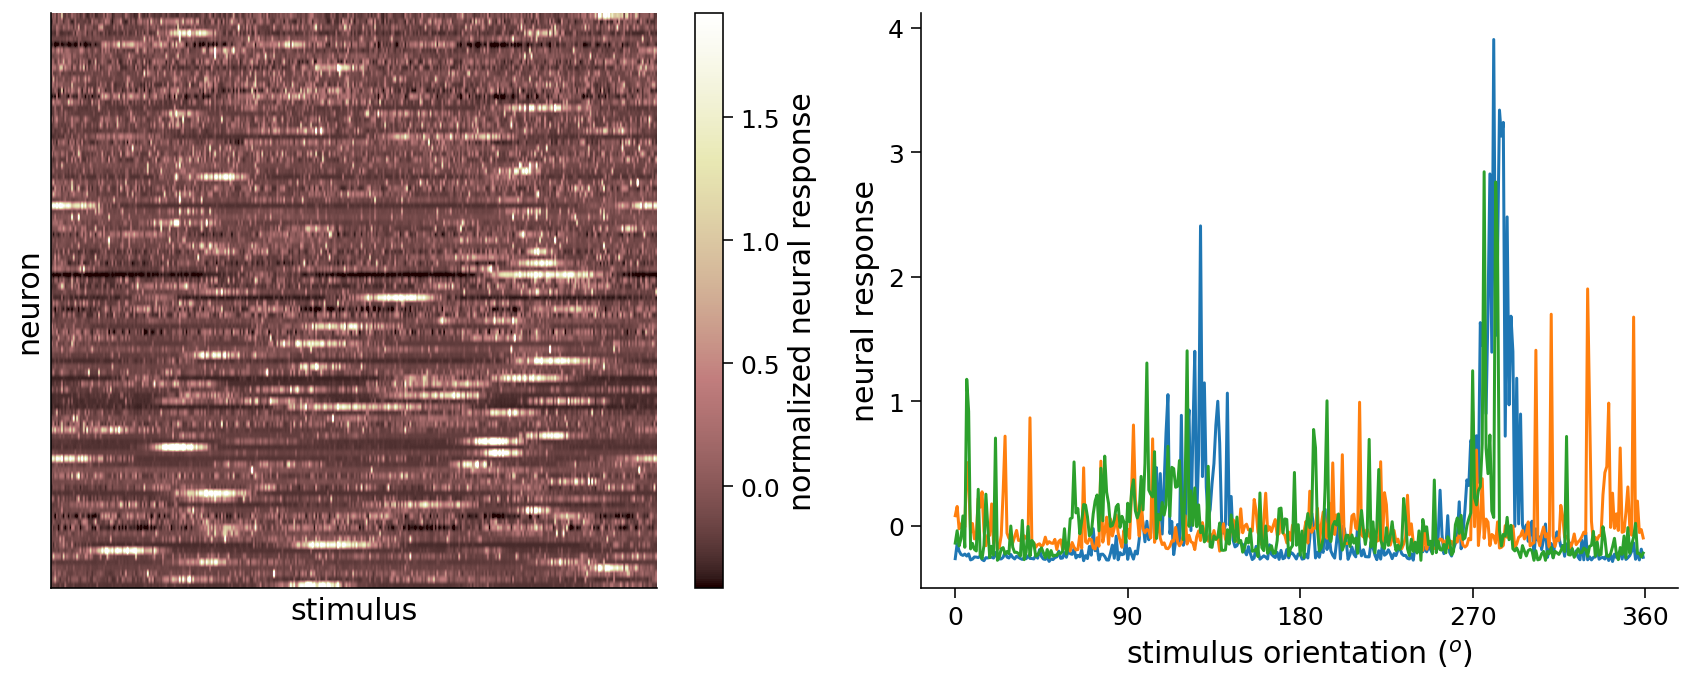 neuron
stimulus
1.5
1.0
0.5
0.0
normalized neural response
neural response
4
3
2
1
0
0 90 180 270 360
stimulus orientation (°)